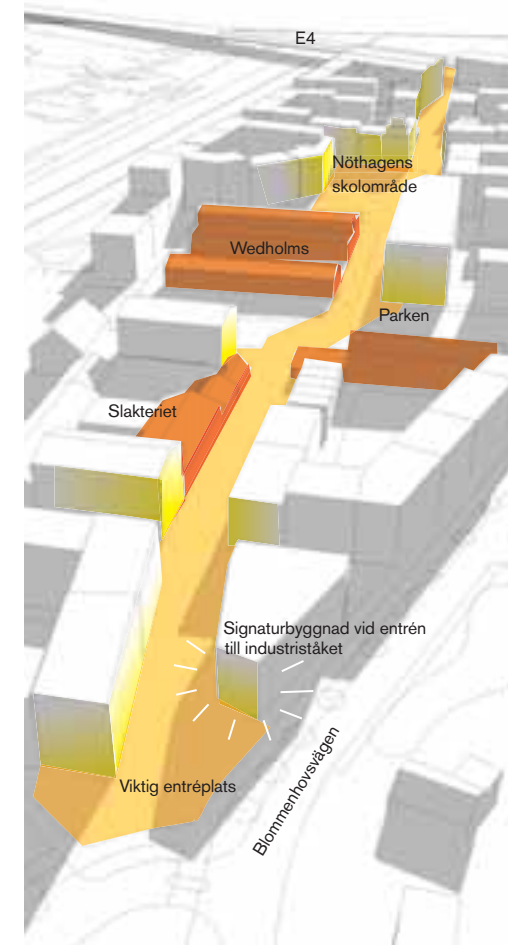 E4
Nöthagens
skolområde
Wedholms
Parken
Slakteriet
Signaturbyggnad vid entrén
till industriståket
Blommenhovsvägen
Viktig entréplats